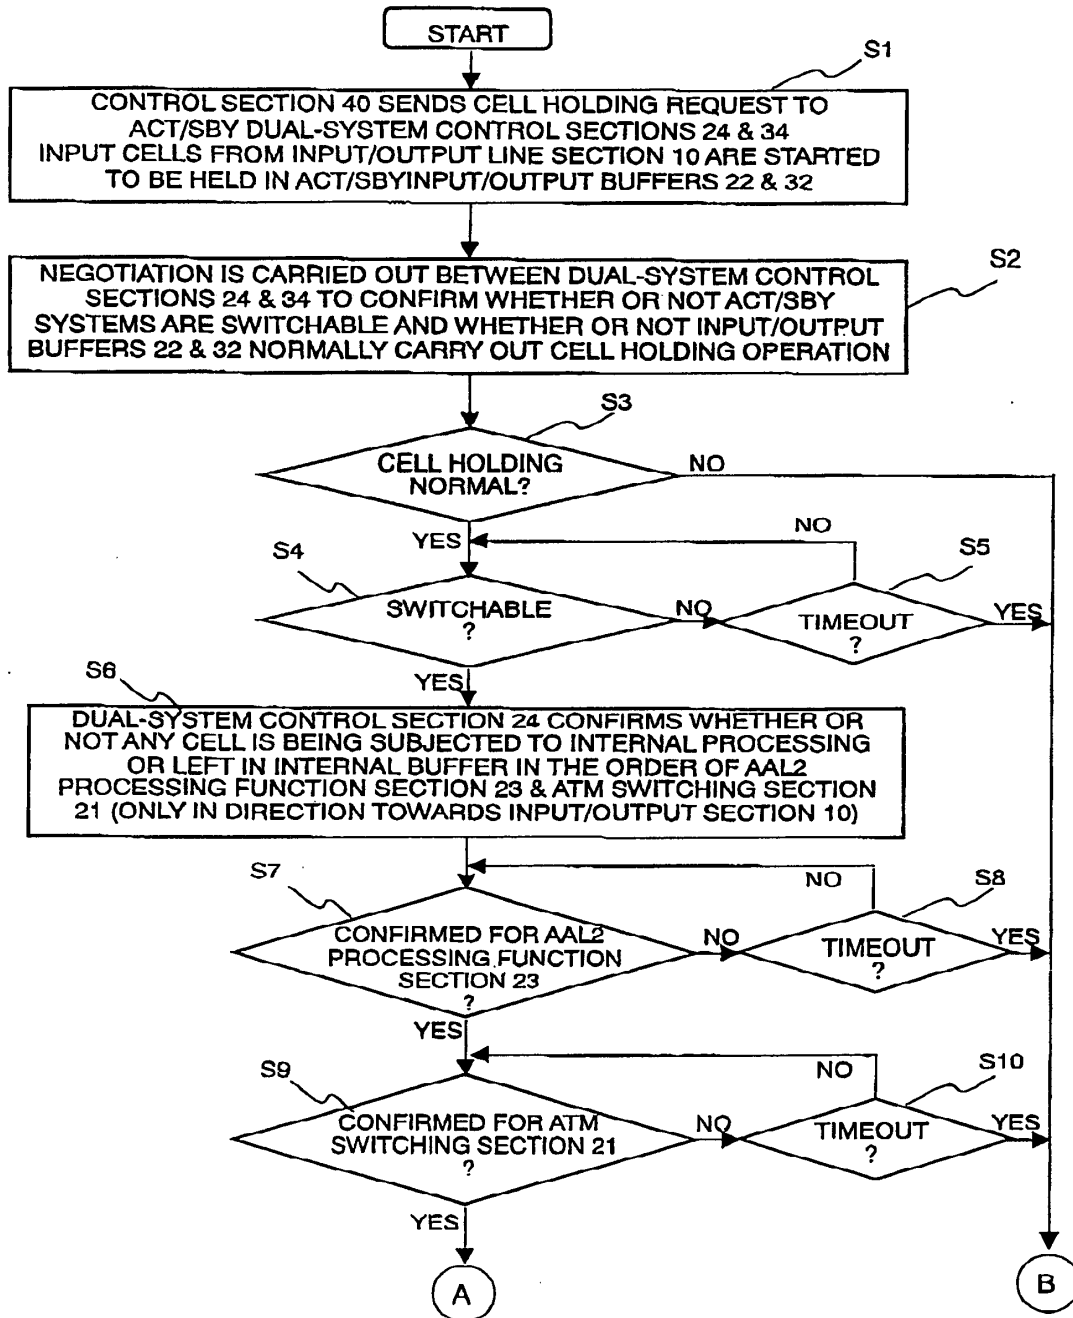 START
S1
CONTROL SECTION 40 SENDS CELL HOLDING REQUEST TO
ACT/SBY DUAL-SYSTEM CONTROL SECTIONS 24 & 34
INPUT CELLS FROM INPUT/OUTPUT LINE SECTION 10 ARE STARTED
TO BE HELD IN ACT/SBYINPUT/OUTPUT BUFFERS 22 & 32
S2
NEGOTIATION IS CARRIED OUT BETWEEN DUAL-SYSTEM CONTROL
SECTIONS 24 & 34 TO CONFIRM WHETHER OR NOT ACT/SBY
SYSTEMS ARE SWITCHABLE AND WHETHER OR NOT INPUT/OUTPUT
BUFFERS 22 & 32 NORMALLY CARRY OUT CELL HOLDING OPERATION
S3
CELL HOLDING
NORMAL?
NO
YES
NO
S4
S5
SWITCHABLE
?
NO
TIMEOUT
?
YES
YES
S6
DUAL-SYSTEM CONTROL SECTION 24 CONFIRMS WHETHER OR
NOT ANY CELL IS BEING SUBJECTED TO INTERNAL PROCESSING
OR LEFT IN INTERNAL BUFFER IN THE ORDER OF AAL2
PROCESSING FUNCTION SECTION 23 & ATM SWITCHING SECTION
21 (ONLY IN DIRECTION TOWARDS INPUT/OUTPUT SECTION 10)
S7
NO
S8
CONFIRMED FOR AAL2
PROCESSING FUNCTION
SECTION 23
?
NO
TIMEOUT
?
YES
YES
S9
NO
S10
CONFIRMED FOR ATM
SWITCHING SECTION 21
?
NO
TIMEOUT
?
YES
YES
A
B